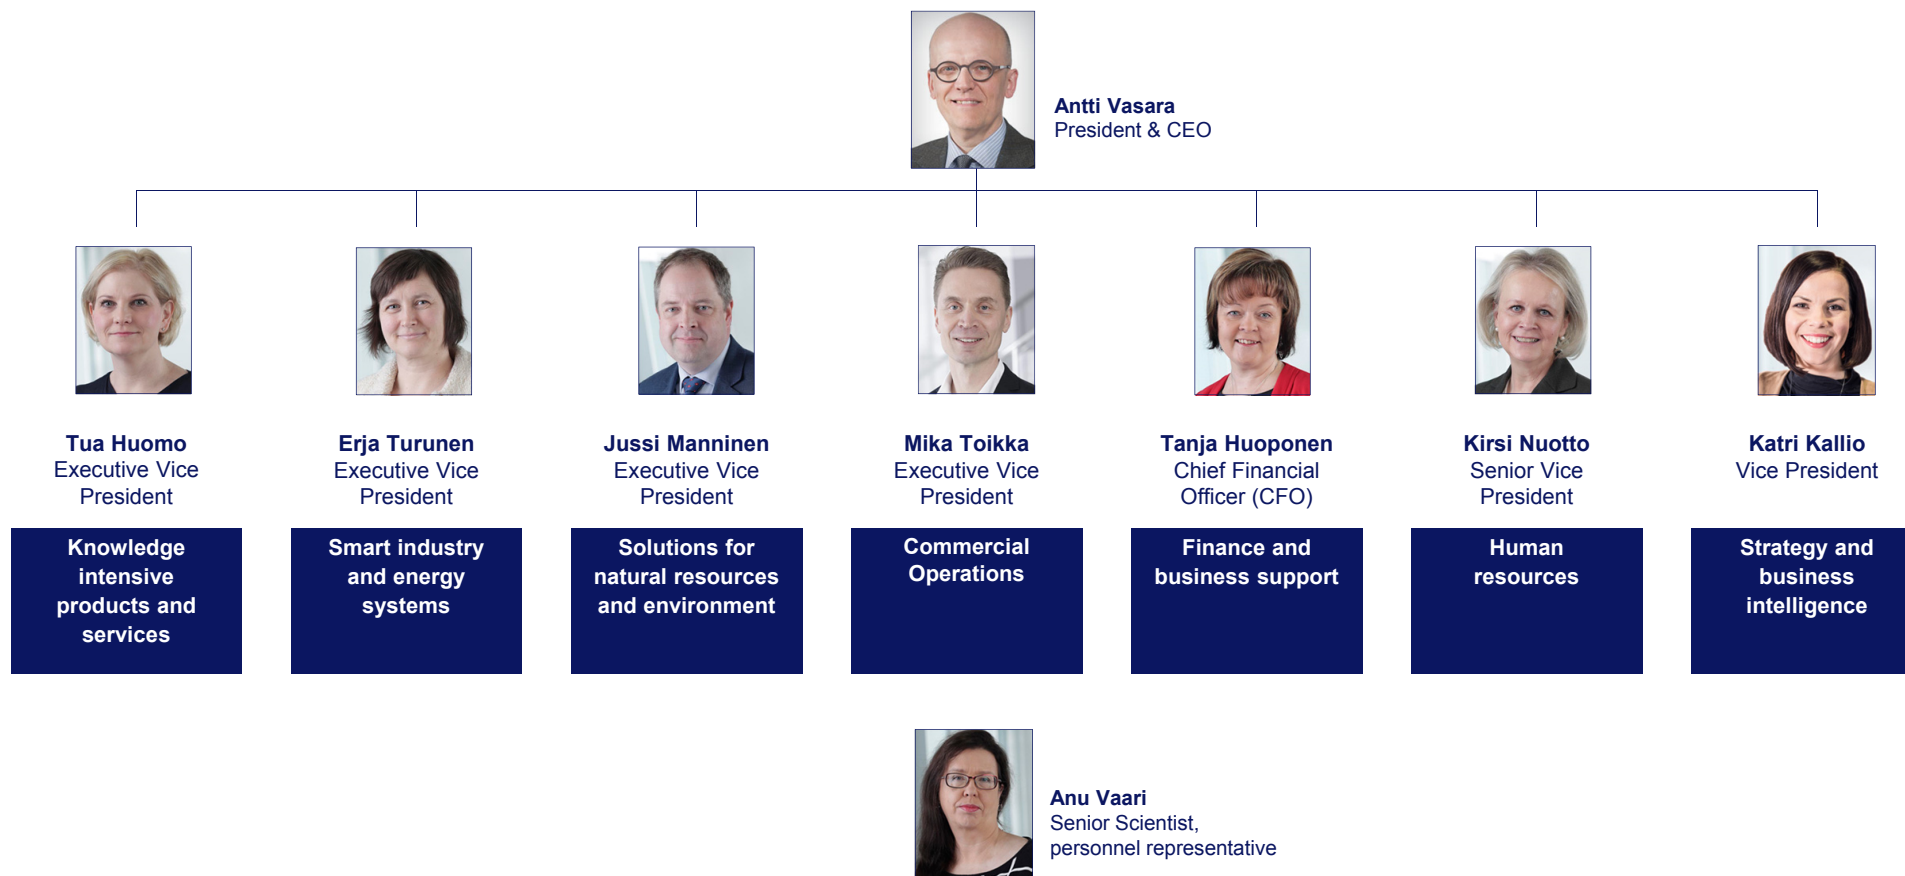 Antti Vasara
President & CEO
Tua Huomo
Executive Vice
President
Knowledge
intensive
products and
services
Erja Turunen
Executive Vice
President
Smart industry
and energy
systems
Jussi Manninen
Executive Vice
President
Solutions for
natural resources
and environment
Mika Toikka
Executive Vice
President
Commercial
Operations
Tanja Huoponen
Chief Financial
Officer (CFO)
Finance and
business support
Kirsi Nuotto
Senior Vice
President
Human
resources
Katri Kallio
Vice President
Strategy and
business
intelligence
Anu Vaari
Senior Scientist,
personnel representative